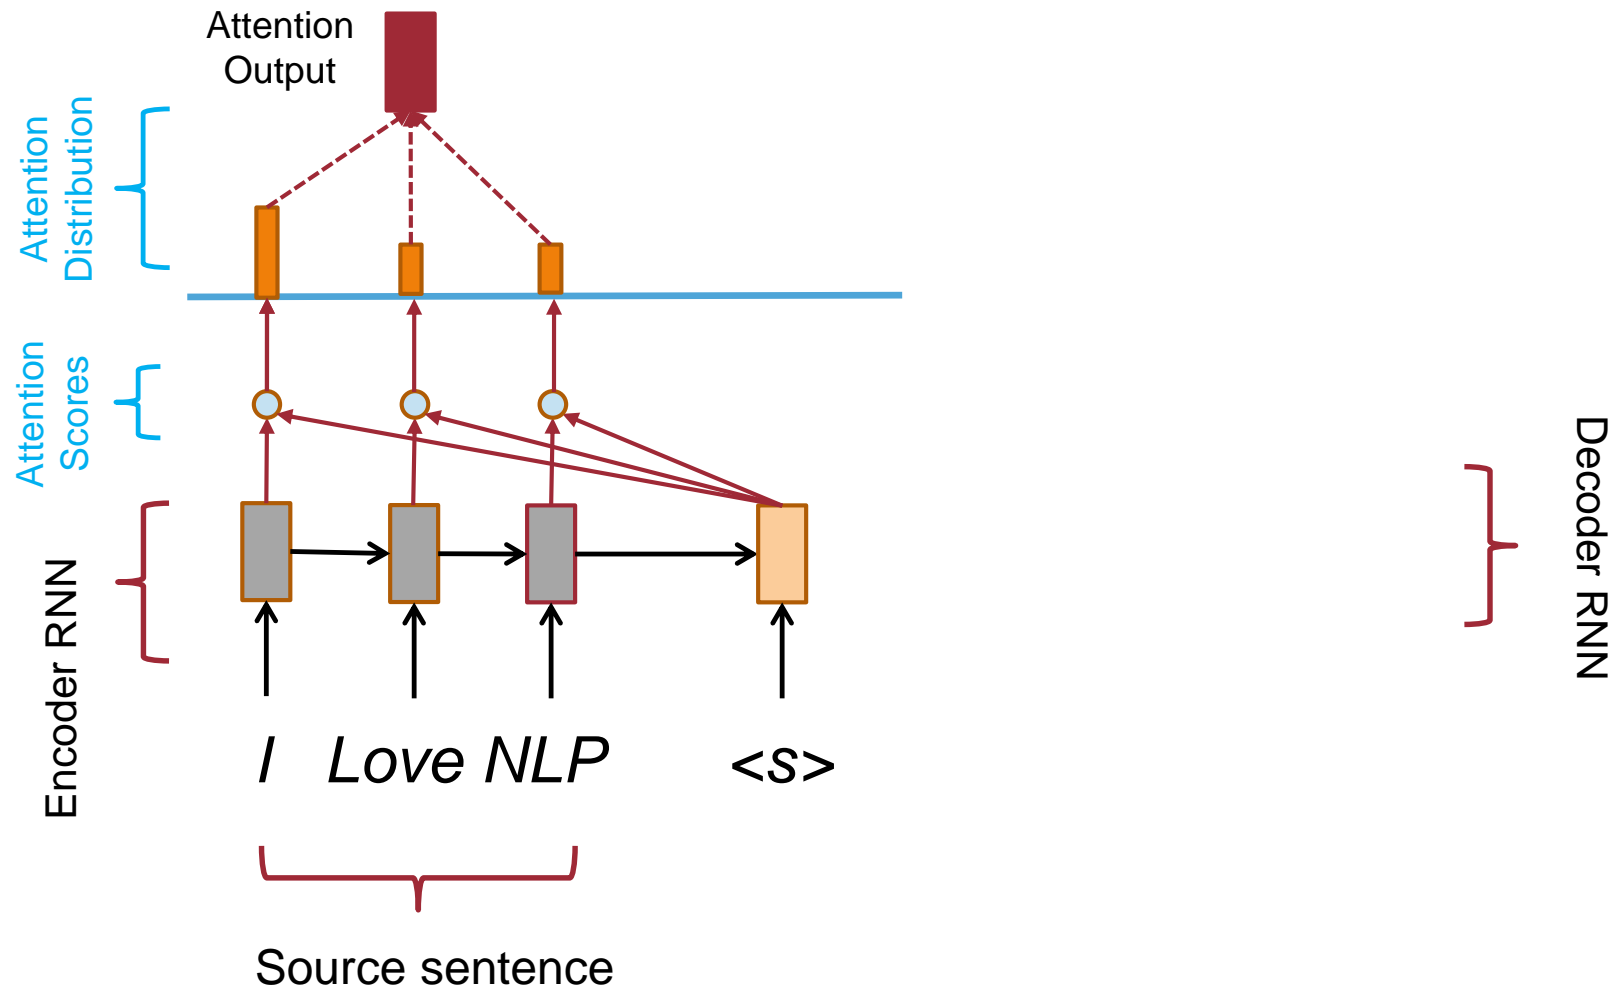 Attention
Output
Attention
Distribution
Attention
Scores
Encoder RNN
Decoder RNN
I Love NLP <s>
Source sentence